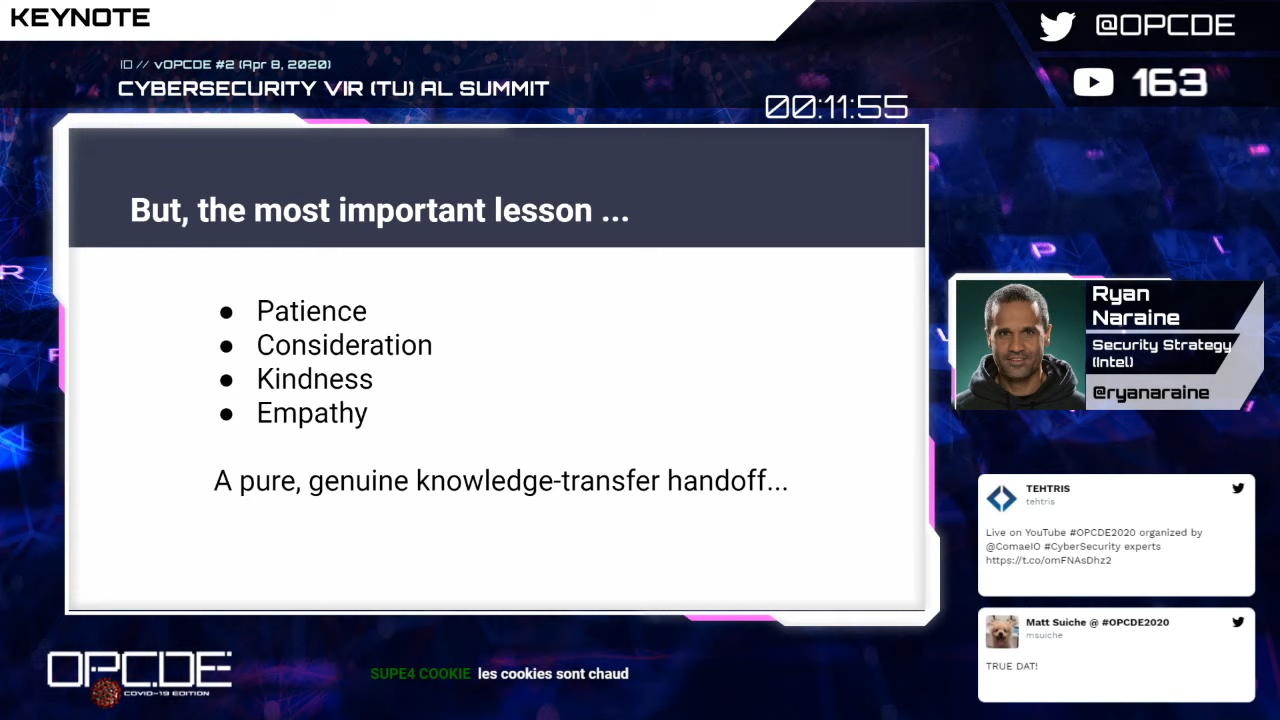 KEYNOTE
@OPCDE
ID // vOPCDE #2 (Apr 8, 2020)
CYBERSECURITY VIR (TU) AL SUMMIT
163
00:11:55
But, the most important lesson ...
● Patience
● Consideration
● Kindness
● Empathy
A pure, genuine knowledge-transfer handoff...
Ryan
Naraine
Security Strategy
(Intel)
@ryanaraine
TEHTRIS
tehtris
Live on YouTube #OPCDE2020 organized by
@ComaeIO #CyberSecurity experts
https://t.co/omFNAsDhz2
Matt Suiche @ #OPCDE2020
msuiche
TRUE DAT!
OPCDE
COVID-19 EDITION
SUPE4 COOKIE les cookies sont chaud
R
P